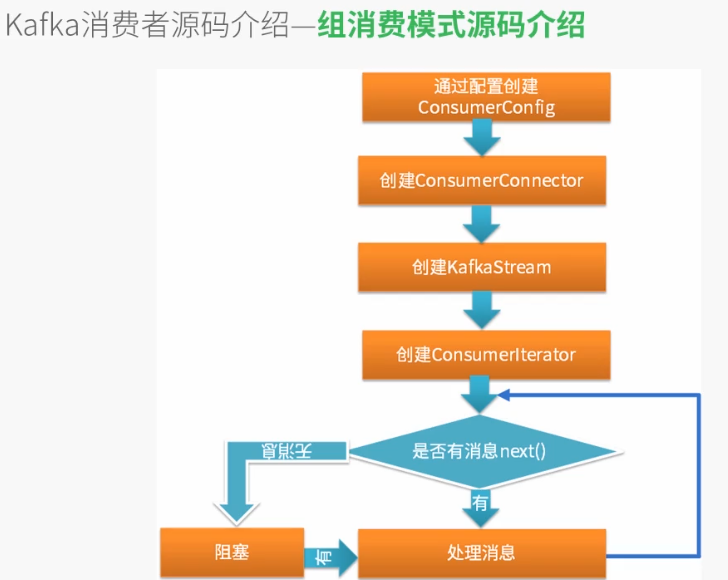 Kafka消费者源码介绍—组消费模式源码介绍
通过配置创建
ConsumerConfig
创建ConsumerConnector
创建KafkaStream
创建ConsumerIterator
是否有消息next()
无消息
有
阻塞
有
处理消息